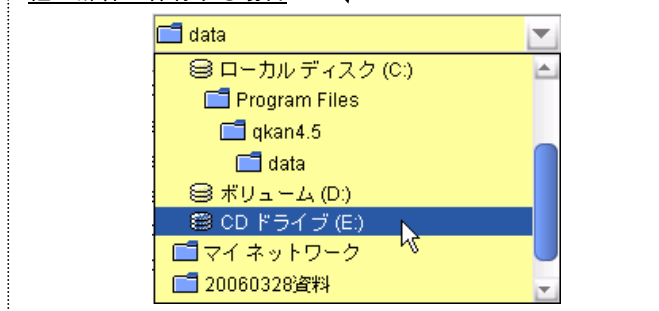 data
ローカル ディスク (C:)
Program Files
qkan4.5
data
ボリューム (D:)
CD ドライブ (E:)
マイ ネットワーク
20060328資料